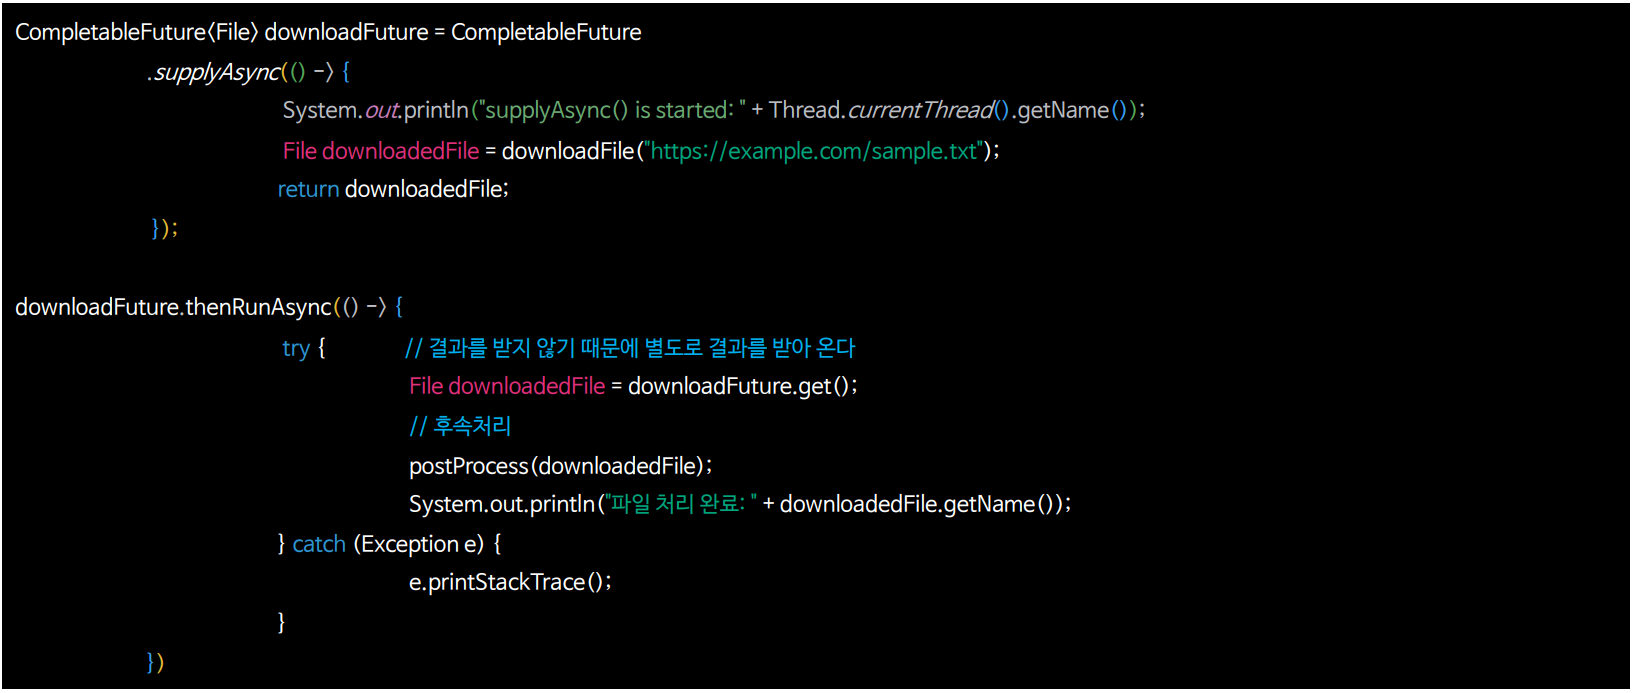 CompletableFuture<File> downloadFuture = CompletableFuture
.supplyAsync(() -> {
System.out.println("supplyAsync() is started: " + Thread.currentThread().getName());
File downloadedFile = downloadFile("https://example.com/sample.txt");
return downloadedFile;
});
downloadFuture.thenRunAsync(() -> {
try { // 결과를 받지 않기 때문에 별도로 결과를 받아 온다
File downloadedFile = downloadFuture.get();
// 후속처리
postProcess(downloadedFile);
System.out.println("파일 처리 완료: " + downloadedFile.getName());
} catch (Exception e) {
e.printStackTrace();
}
})